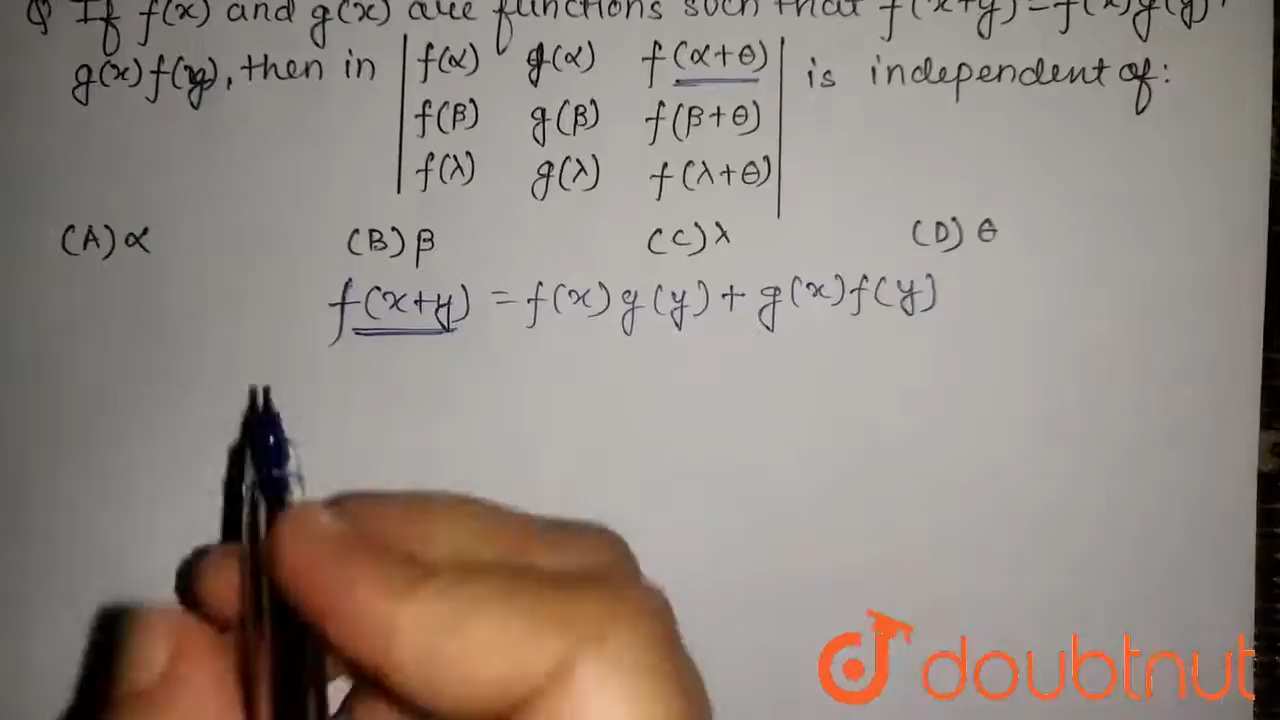 Q If f(x) and g(x) are functions such that f(x+y)=f(x)g(y)+
g(x)f(y), then in | f(α) g(α) f(α+θ) | is independent of:
| f(β) g(β) f(β+θ) |
| f(λ) g(λ) f(λ+θ) |
(A) α (B) β (C) λ (D) θ
f(x+y) = f(x)g(y) + g(x)f(y)
doubtnut